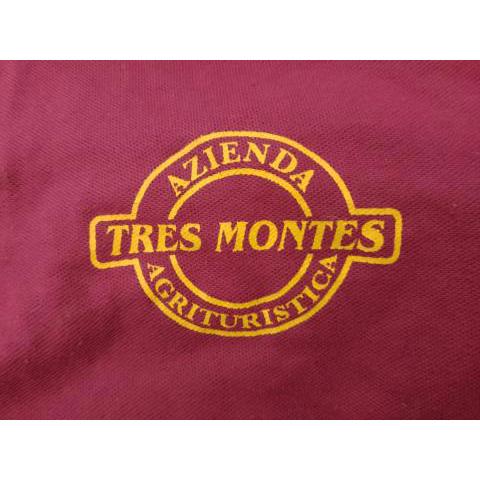 AZIENDA
TRES MONTES
AGRITURISTICA